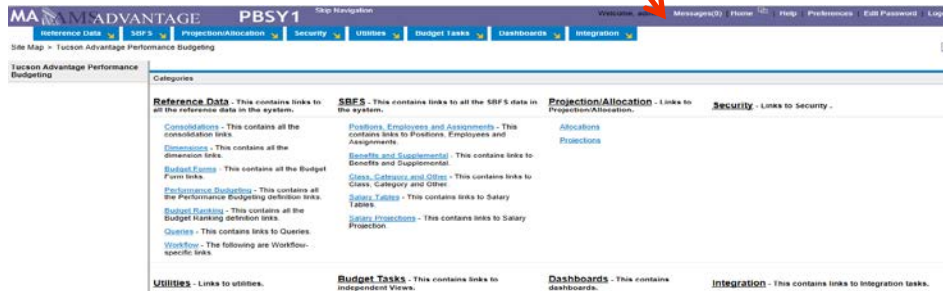 AMS ADVANTAGE PBSY1 Skip Navigation
Messages(0) Home Help Preferences Edit Password
Reference Data SBFS Projection/Allocation Security Utilities Budget Tasks Dashboards Integration
Site Map > Tucson Advantage Performance Budgeting
Tucson Advantage Performance
Budgeting
Categories
Reference Data - This contains links to
all the reference data in the system.
Consolidations - This contains all the
consolidation links.
Dimensions - This contains all the
dimension links.
Budget Forms - This contains all the Budget
Form links.
Performance Budgeting - This contains all
the Performance Budgeting definition links.
Budget Ranking - This contains all the
Budget Ranking definition links.
Queries - This contains links to Queries.
Workflow - The following are Workflow-
specific links.
SBFS - This contains links to all the SBFS data in
the system.
Positions, Employees and Assignments - This
contains links to Positions, Employees and
Assignments.
Benefits and Supplemental - This contains links to
Benefits and Supplemental.
Class, Category and Other - This contains links to
Class, Category and Other.
Salary Tables - This contains links to Salary
Tables.
Salary Projections - This contains links to Salary
Projection.
Projection/Allocation - Links to
Projection/Allocation.
Allocations
Projections
Security - Links to Security .
Utilities - Links to utilities.
Budget Tasks - This contains links to
independent Views.
Dashboards - This contains
dashboards.
Integration - This contains links to Integration tasks.